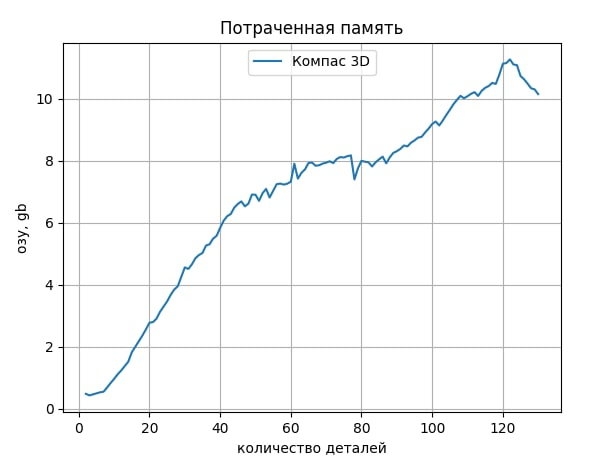 Потраченная память
Компас 3D
10
8
6
4
2
0
озу, gb
0 20 40 60 80 100 120
количество деталей